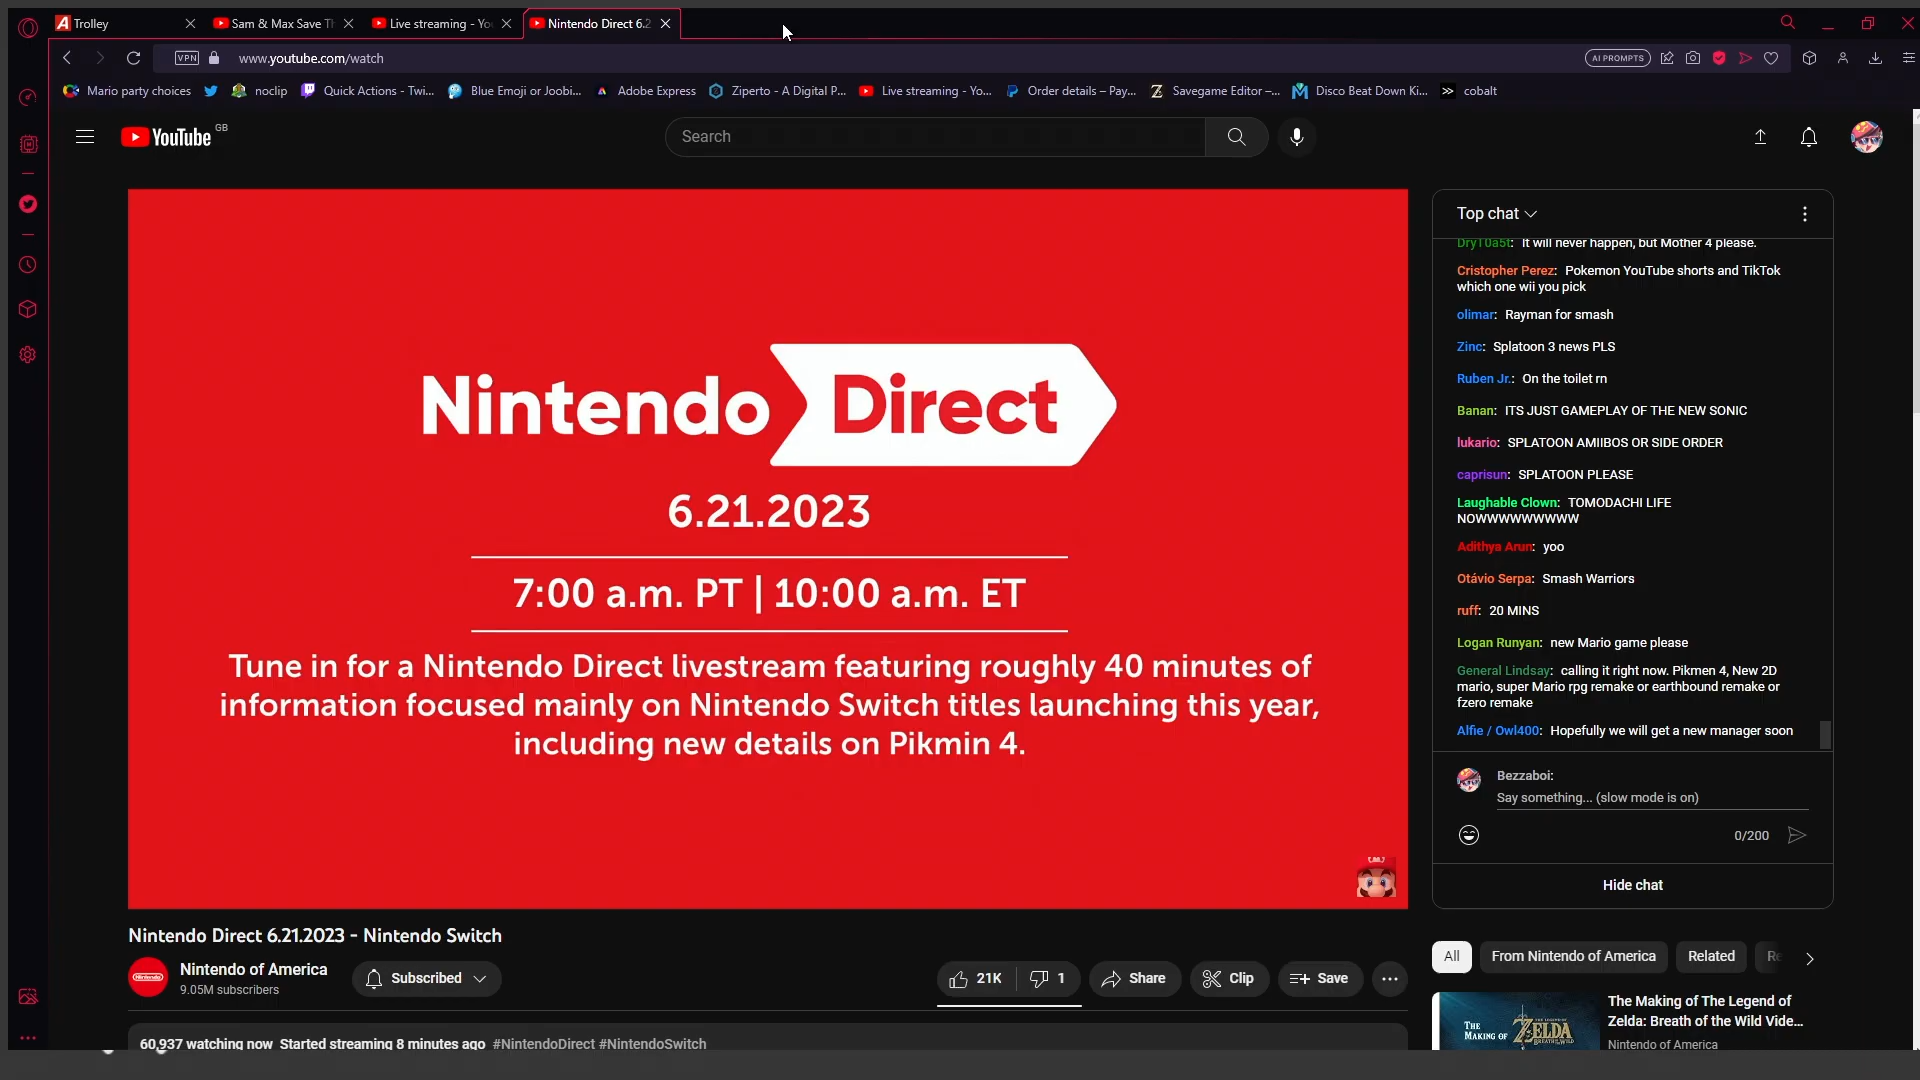 Trolley
Sam & Max Save Th
Live streaming - Yo
Nintendo Direct 6.2
VPN
www.youtube.com/watch
AI PROMPTS
Mario party choices
noclip
Quick Actions - Twi...
Blue Emoji or Joobi...
Adobe Express
Ziperto - A Digital P...
Live streaming - Yo...
Order details – Pay...
Savegame Editor –...
Disco Beat Down Ki...
cobalt
YouTube GB
Search
Nintendo Direct
6.21.2023
7:00 a.m. PT | 10:00 a.m. ET
Tune in for a Nintendo Direct livestream featuring roughly 40 minutes of
information focused mainly on Nintendo Switch titles launching this year,
including new details on Pikmin 4.
Top chat
DryT0a5t: It will never happen, but Mother 4 please.
Cristopher Perez: Pokemon YouTube shorts and TikTok
which one wii you pick
olimar: Rayman for smash
Zinc: Splatoon 3 news PLS
Ruben Jr.: On the toilet rn
Banan: ITS JUST GAMEPLAY OF THE NEW SONIC
lukario: SPLATOON AMIIBOS OR SIDE ORDER
caprisun: SPLATOON PLEASE
Laughable Clown: TOMODACHI LIFE
NOWWWWWWWWW
Adithya Arun: yoo
Otávio Serpa: Smash Warriors
ruff: 20 MINS
Logan Runyan: new Mario game please
General Lindsay: calling it right now. Pikmen 4, New 2D
mario, super Mario rpg remake or earthbound remake or
fzero remake
Alfie / Owl400: Hopefully we will get a new manager soon
Bezzaboi:
Say something... (slow mode is on)
0/200
Hide chat
Nintendo Direct 6.21.2023 - Nintendo Switch
Nintendo
Nintendo of America
9.05M subscribers
Subscribed
21K
1
Share
Clip
Save
60,937 watching now Started streaming 8 minutes ago #NintendoDirect #NintendoSwitch
All
From Nintendo of America
Related
Re
THE
MAKING OF
ZELDA
BREATH OF THE WILD
The Making of The Legend of
Zelda: Breath of the Wild Vide...
Nintendo of America